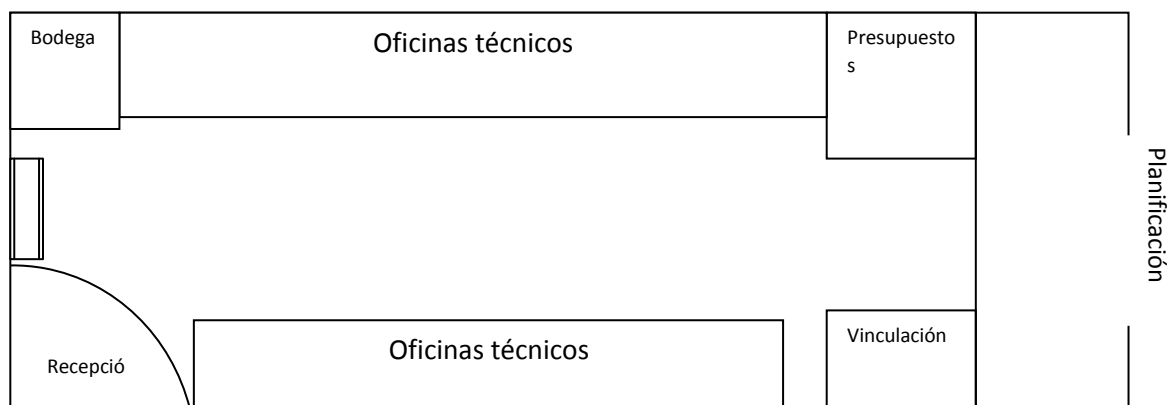 Bodega
Oficinas técnicos
Presupuesto
s
Planificación
Vinculación
Oficinas técnicos
Recepció